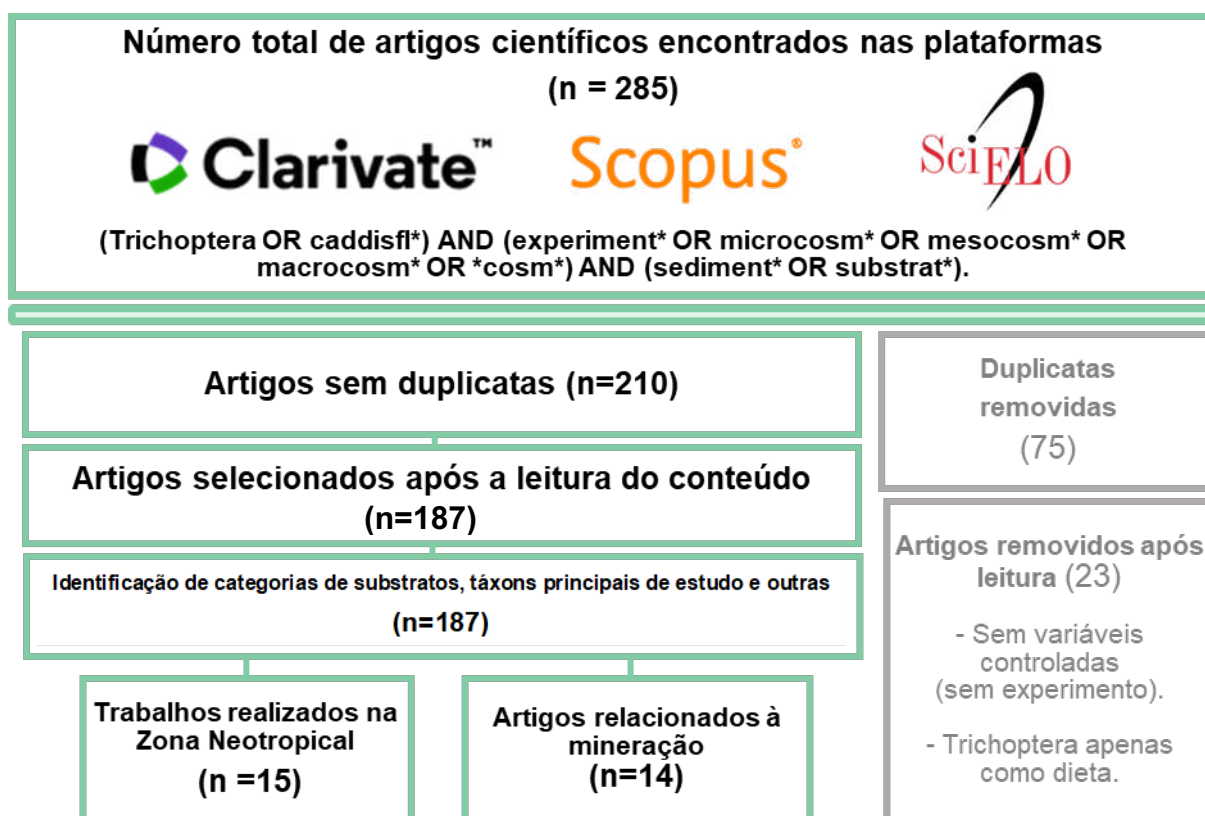 Número total de artigos científicos encontrados nas plataformas
(n = 285)
Clarivate™
Scopus®
SciELO
(Trichoptera OR caddisfl*) AND (experiment* OR microcosm* OR mesocosm* OR
macrocosm* OR *cosm*) AND (sediment* OR substrat*).
Artigos sem duplicatas (n=210)
Duplicatas
removidas
(75)
Artigos selecionados após a leitura do conteúdo
(n=187)
Artigos removidos após
leitura (23)
- Sem variáveis
controladas
(sem experimento).
- Trichoptera apenas
como dieta.
Identificação de categorias de substratos, táxons principais de estudo e outras
(n=187)
Trabalhos realizados na
Zona Neotropical
(n =15)
Artigos relacionados à
mineração
(n=14)